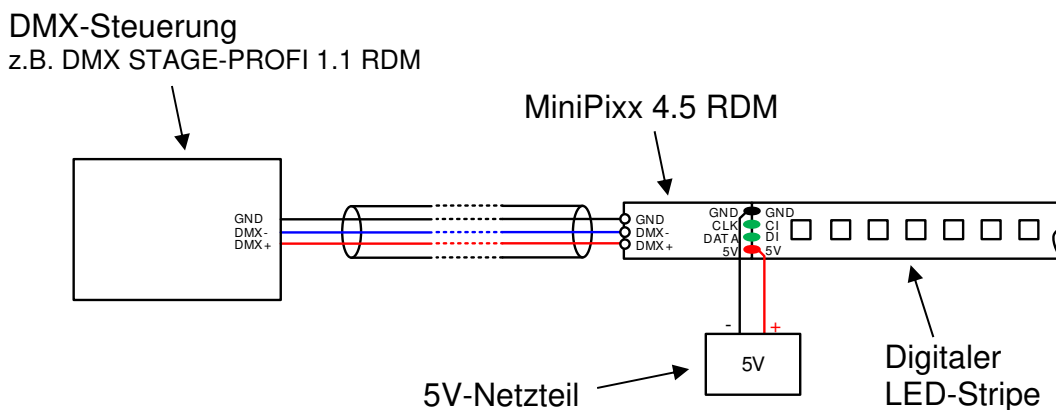 DMX-Steuerung
z.B. DMX STAGE-PROFI 1.1 RDM
MiniPixx 4.5 RDM
GND
DMX-
DMX+
GND
DMX-
DMX+
GND
CLK
DATA
5V
GND
CI
DI
5V
- +
5V
5V-Netzteil
Digitaler
LED-Stripe